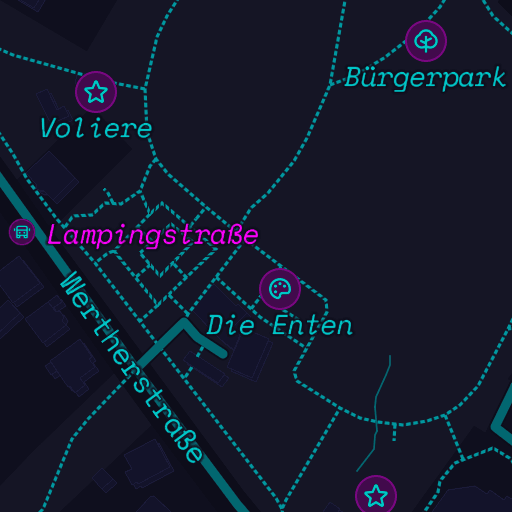 Bürgerpark
Voliere
Lampingstraße
Die Enten
Wertherstraße